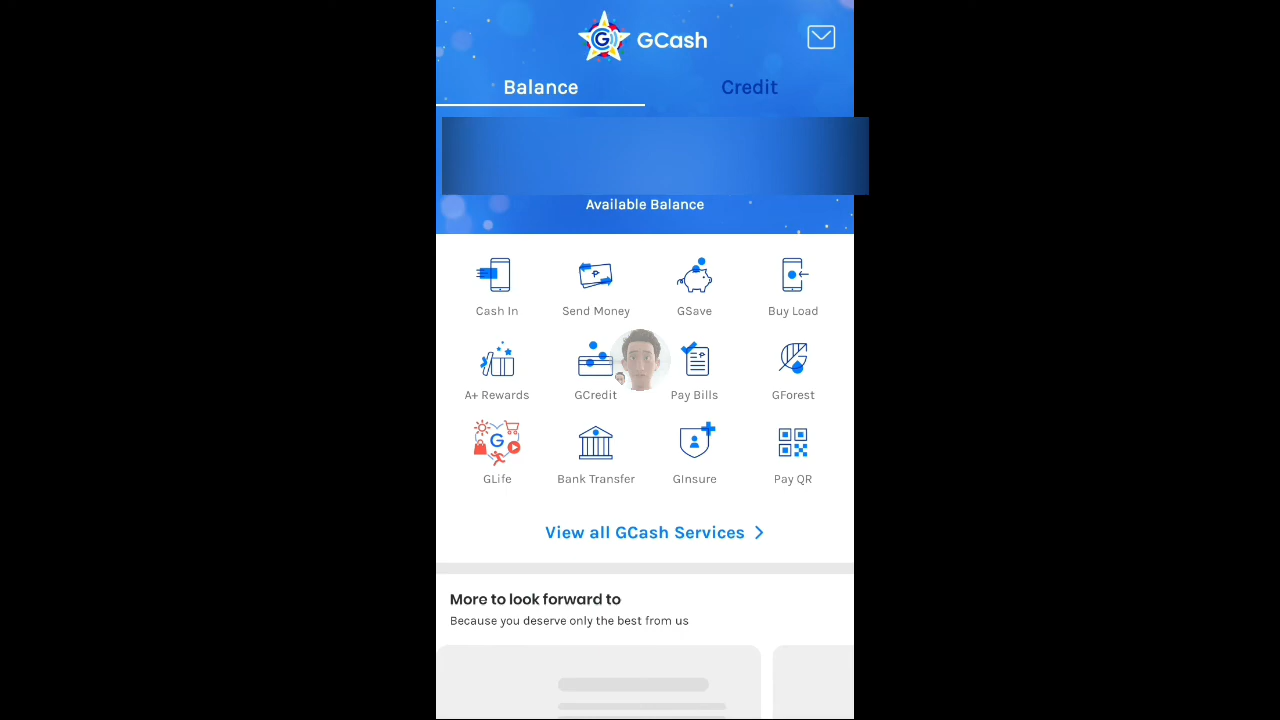 GCash
Balance Credit
Available Balance
Cash In Send Money GSave Buy Load
A+ Rewards GCredit Pay Bills GForest
GLife Bank Transfer GInsure Pay QR
View all GCash Services
More to look forward to
Because you deserve only the best from us